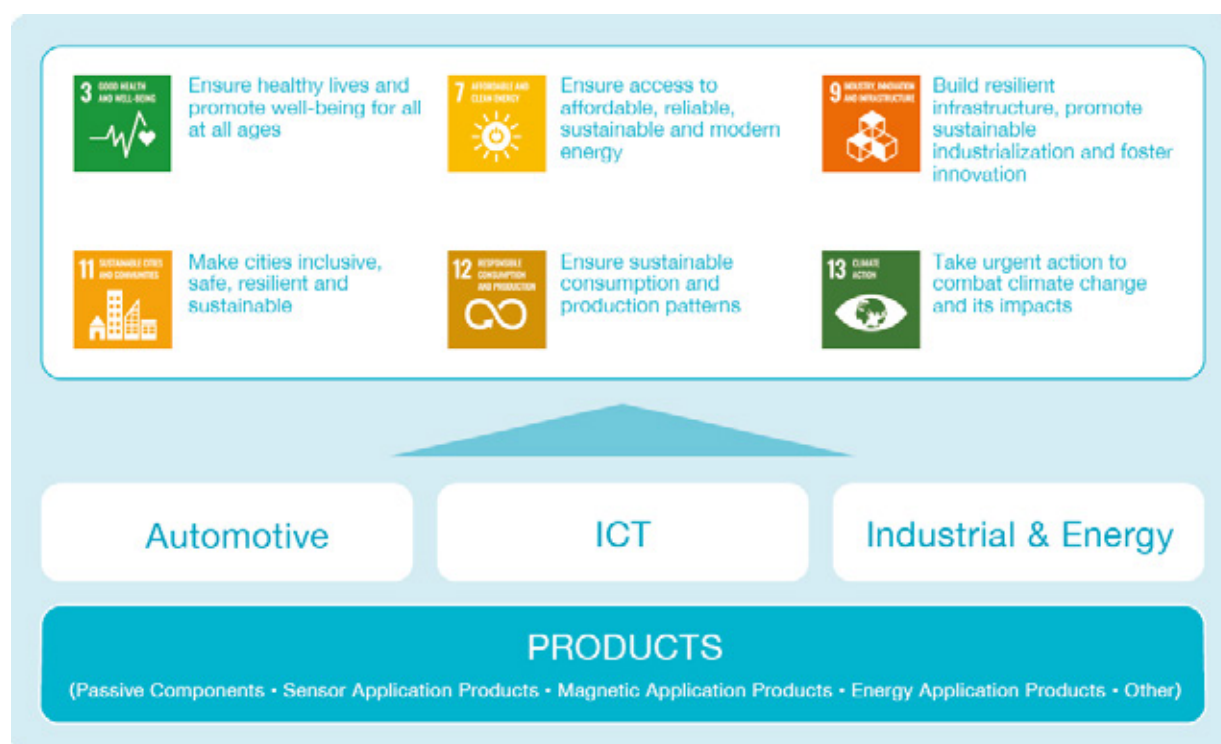 3 GOOD HEALTH
AND WELL-BEING
Ensure healthy lives and
promote well-being for all
at all ages
7 AFFORDABLE AND
CLEAN ENERGY
Ensure access to
affordable, reliable,
sustainable and modern
energy
9 INDUSTRY, INNOVATION
AND INFRASTRUCTURE
Build resilient
infrastructure, promote
sustainable
industrialization and foster
innovation
11 SUSTAINABLE CITIES
AND COMMUNITIES
Make cities inclusive,
safe, resilient and
sustainable
12 RESPONSIBLE
CONSUMPTION
AND PRODUCTION
Ensure sustainable
consumption and
production patterns
13 CLIMATE
ACTION
Take urgent action to
combat climate change
and its impacts
Automotive
ICT
Industrial & Energy
PRODUCTS
(Passive Components・Sensor Application Products・Magnetic Application Products・Energy Application Products・Other)